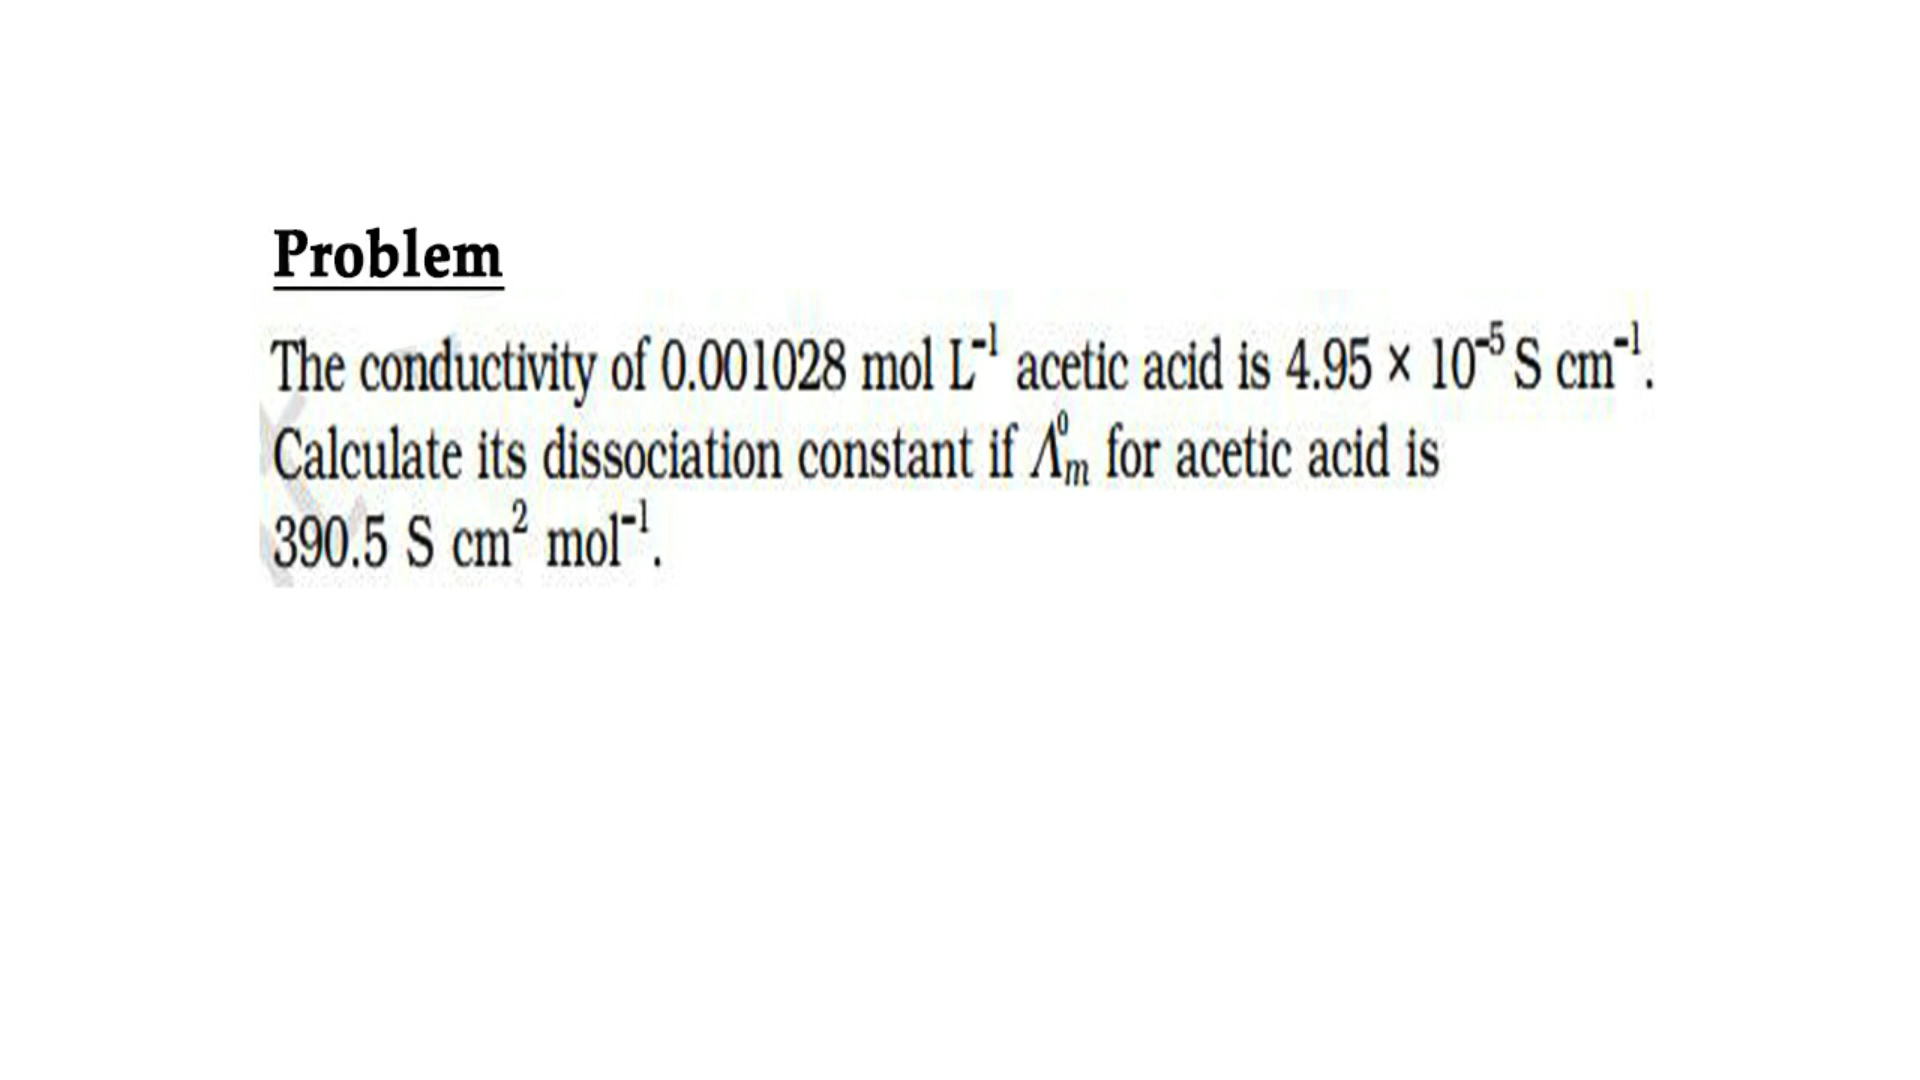 Problem
The conductivity of 0.001028 mol L⁻¹ acetic acid is 4.95 × 10⁻⁵ S cm⁻¹.
Calculate its dissociation constant if Λ⁰ₘ for acetic acid is
390.5 S cm² mol⁻¹.